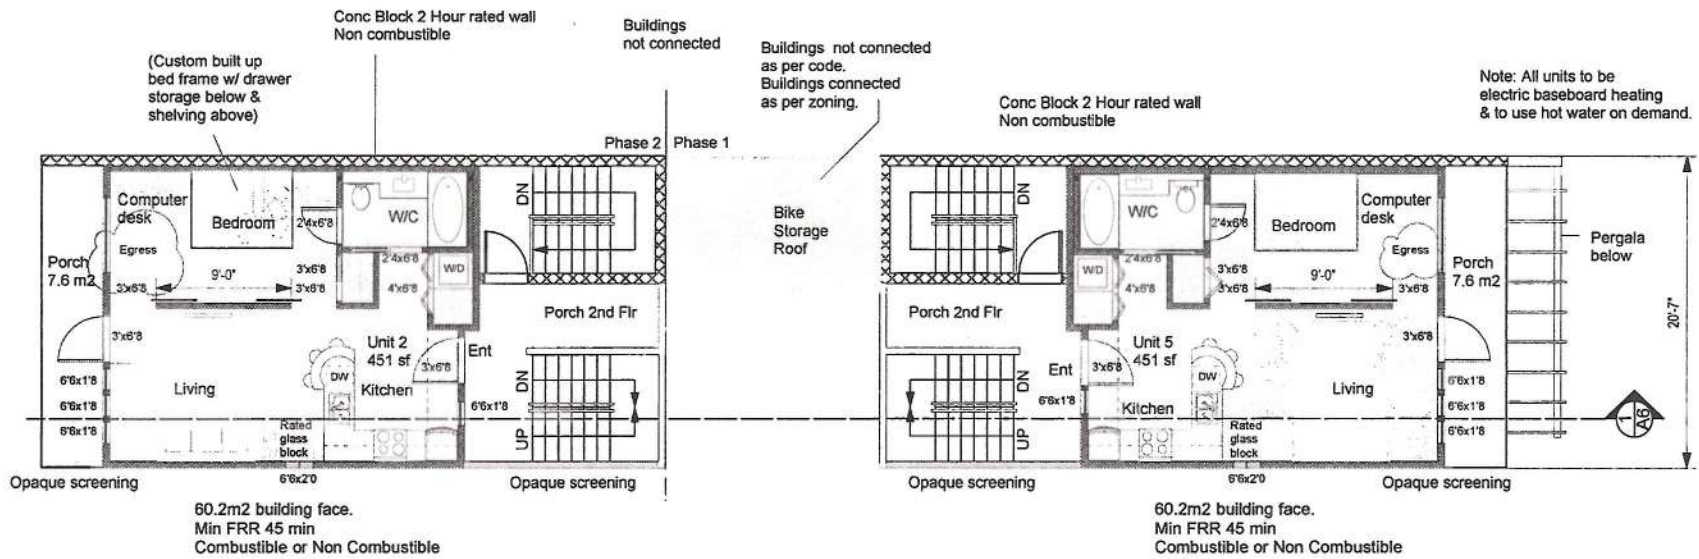 Conc Block 2 Hour rated wall
Non combustible
Buildings
not connected
Buildings not connected
as per code.
Buildings connected
as per zoning.
(Custom built up
bed frame w/ drawer
storage below &
shelving above)
Conc Block 2 Hour rated wall
Non combustible
Note: All units to be
electric baseboard heating
& to use hot water on demand.
Phase 2
Phase 1
Computer
desk
Bedroom
2'4x6'8
W/C
DN
Egress
Porch
7.6 m2
9'-0"
3'x6'8
3'x6'8
3'x6'8
2'4x6'8
4'x6'8
W/D
Porch 2nd Flr
3'x6'8
Unit 2
451 sf
Ent
3'x6'8
DW
Kitchen
Living
6'6x1'8
6'6x1'8
6'6x1'8
6'6x1'8
DN
UP
Rated
glass
block
6'6x2'0
Opaque screening
Opaque screening
60.2m2 building face.
Min FRR 45 min
Combustible or Non Combustible
Bike
Storage
Roof
DN
W/C
2'4x6'8
Bedroom
Computer
desk
Egress
Porch
7.6 m2
Pergala
below
W/D
2'4x6'8
4'x6'8
3'x6'8
3'x6'8
9'-0"
3'x6'8
20'-7"
Porch 2nd Flr
Unit 5
451 sf
Ent
3'x6'8
DW
Kitchen
Living
3'x6'8
6'6x1'8
6'6x1'8
6'6x1'8
6'6x1'8
DN
UP
Rated
glass
block
6'6x2'0
1
A6
Opaque screening
Opaque screening
60.2m2 building face.
Min FRR 45 min
Combustible or Non Combustible